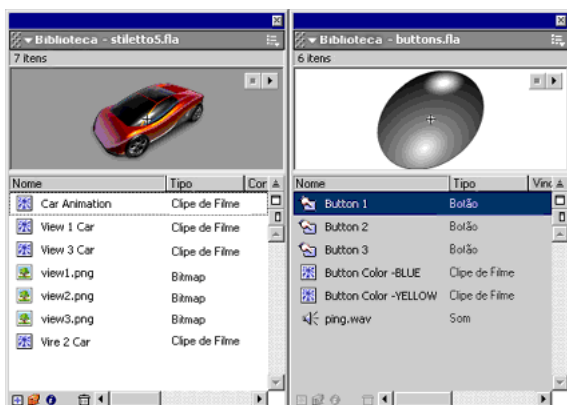 Biblioteca - stiletto5.fla
7 itens
Nome Tipo Cor
Car Animation Clipe de Filme
View 1 Car Clipe de Filme
View 3 Car Clipe de Filme
view1.png Bitmap
view2.png Bitmap
view3.png Bitmap
Vire 2 Car Clipe de Filme
Biblioteca - buttons.fla
6 itens
Nome Tipo Vinc
Button 1 Botão
Button 2 Botão
Button 3 Botão
Button Color -BLUE Clipe de Filme
Button Color -YELLOW Clipe de Filme
ping.wav Som